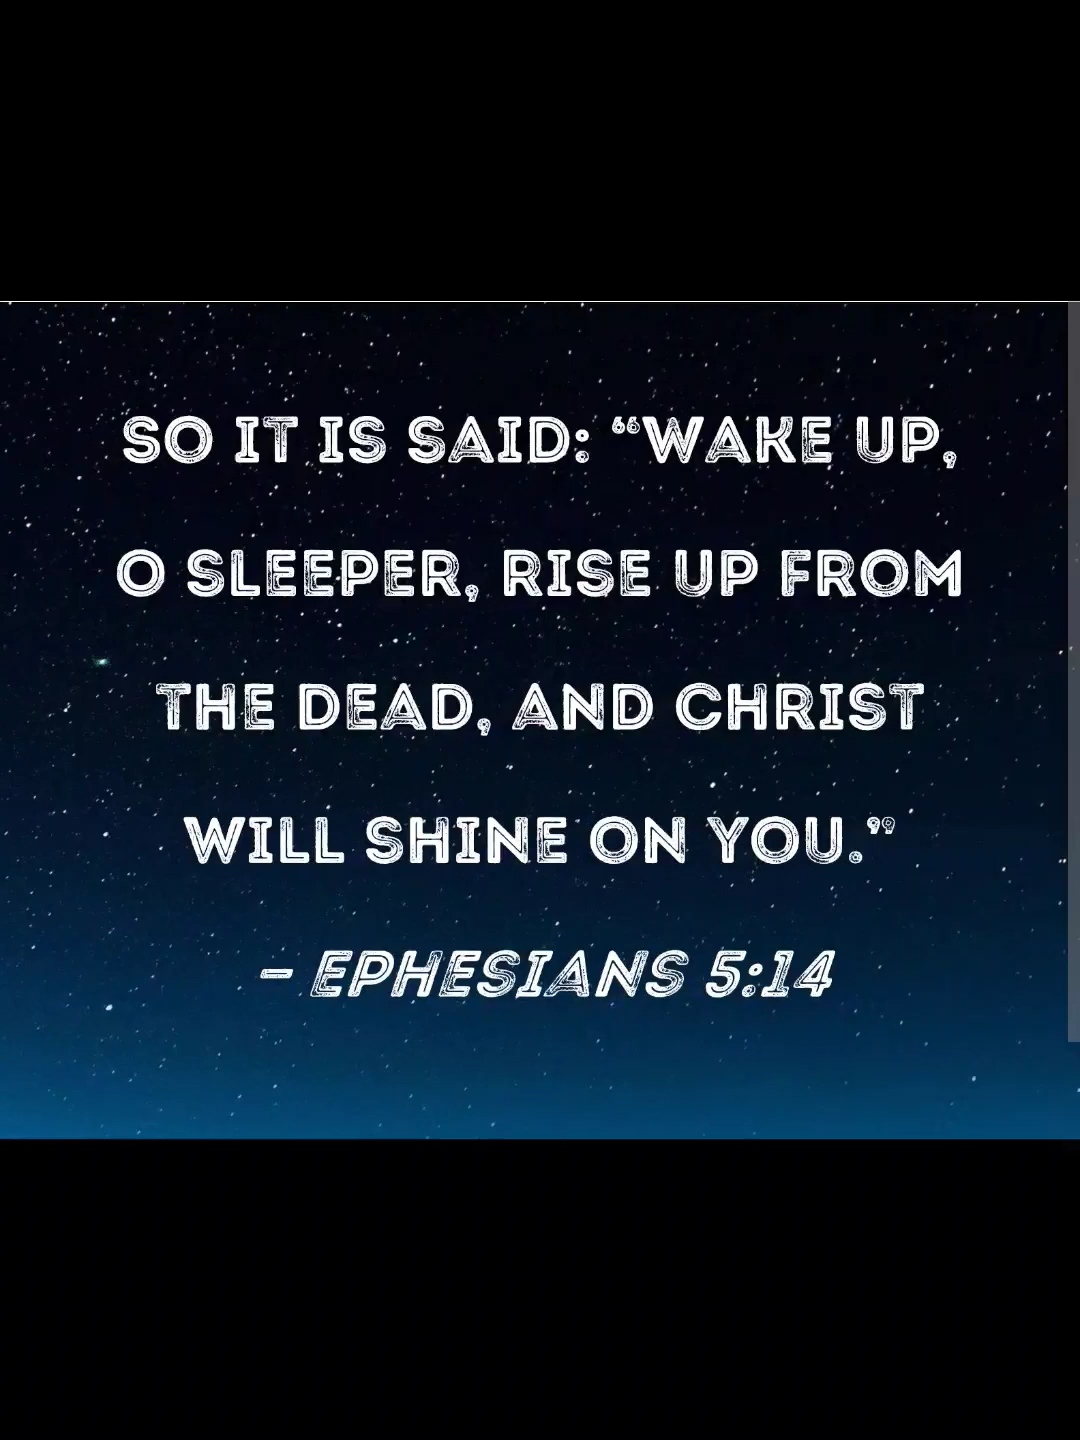 SO IT IS SAID: “WAKE UP,
O SLEEPER, RISE UP FROM
THE DEAD, AND CHRIST
WILL SHINE ON YOU.”
– EPHESIANS 5:14